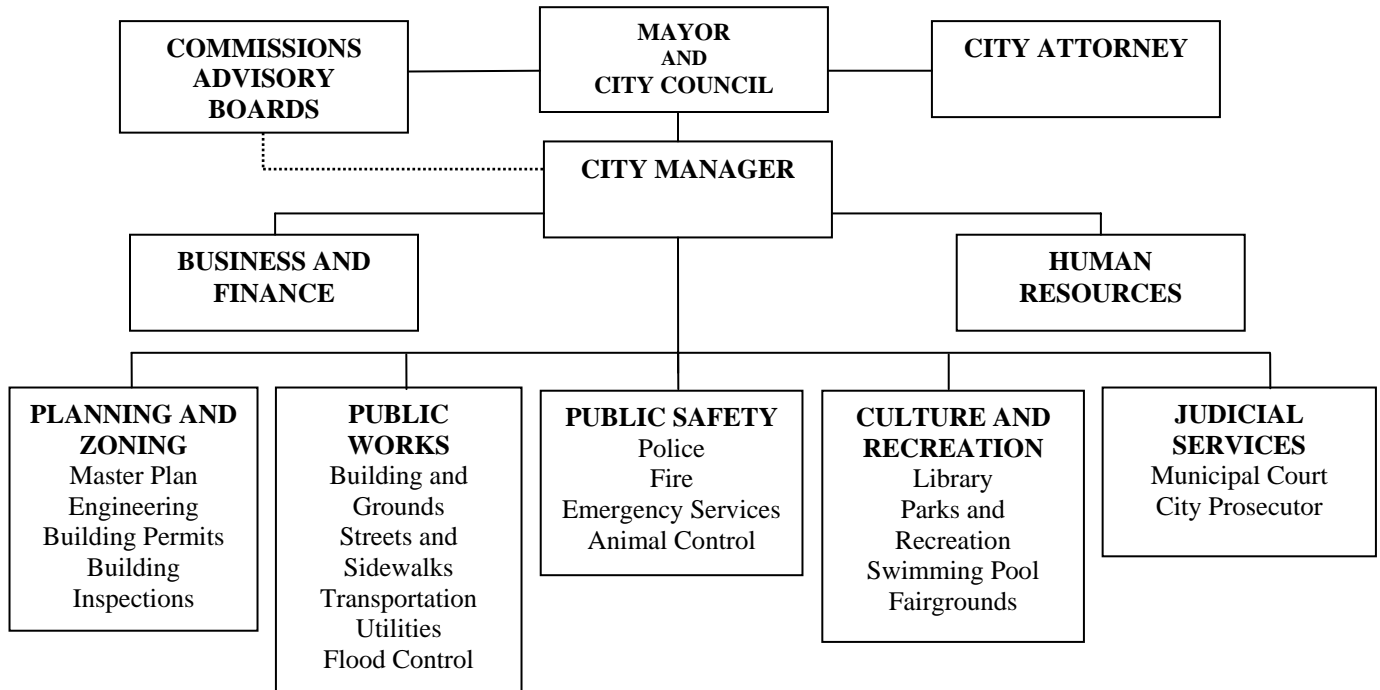 COMMISSIONS
ADVISORY
BOARDS
MAYOR
AND
CITY COUNCIL
CITY ATTORNEY
CITY MANAGER
BUSINESS AND
FINANCE
HUMAN
RESOURCES
PLANNING AND
ZONING
Master Plan
Engineering
Building Permits
Building
Inspections
PUBLIC
WORKS
Building and
Grounds
Streets and
Sidewalks
Transportation
Utilities
Flood Control
PUBLIC SAFETY
Police
Fire
Emergency Services
Animal Control
CULTURE AND
RECREATION
Library
Parks and
Recreation
Swimming Pool
Fairgrounds
JUDICIAL
SERVICES
Municipal Court
City Prosecutor